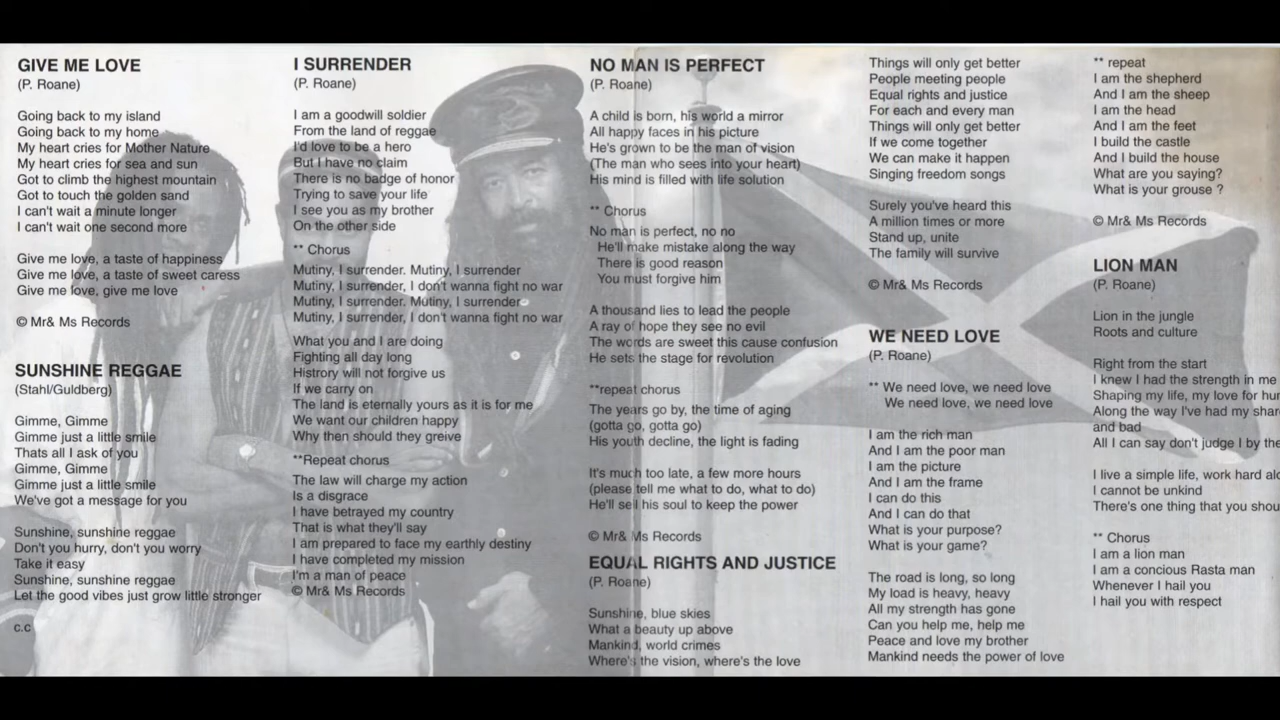 GIVE ME LOVE
(P. Roane)
Going back to my island
Going back to my home
My heart cries for Mother Nature
My heart cries for sea and sun
Got to climb the highest mountain
Got to touch the golden sand
I can't wait a minute longer
I can't wait one second more
Give me love, a taste of happiness
Give me love, a taste of sweet caress
Give me love, give me love
© Mr& Ms Records
SUNSHINE REGGAE
(Stahl/Guldberg)
Gimme, Gimme
Gimme just a little smile
Thats all I ask of you
Gimme, Gimme
Gimme just a little smile
We've got a message for you
Sunshine, sunshine reggae
Don't you hurry, don't you worry
Take it easy
Sunshine, sunshine reggae
Let the good vibes just grow little stronger
c.c
I SURRENDER
(P. Roane)
I am a goodwill soldier
From the land of reggae
I'd love to be a hero
But I have no claim
There is no badge of honor
Trying to save your life
I see you as my brother
On the other side
** Chorus
Mutiny, I surrender. Mutiny, I surrender
Mutiny, I surrender, I don't wanna fight no war
Mutiny, I surrender. Mutiny, I surrender
Mutiny, I surrender, I don't wanna fight no war
What you and I are doing
Fighting all day long
Histrory will not forgive us
If we carry on
The land is eternally yours as it is for me
We want our children happy
Why then should they greive
**Repeat chorus
The law will charge my action
Is a disgrace
I have betrayed my country
That is what they'll say
I am prepared to face my earthly destiny
I have completed my mission
I'm a man of peace
© Mr& Ms Records
NO MAN IS PERFECT
(P. Roane)
A child is born, his world a mirror
All happy faces in his picture
He's grown to be the man of vision
(The man who sees into your heart)
His mind is filled with life solution
** Chorus
No man is perfect, no no
He'll make mistake along the way
There is good reason
You must forgive him
A thousand lies to lead the people
A ray of hope they see no evil
The words are sweet this cause confusion
He sets the stage for revolution
**repeat chorus
The years go by, the time of aging
(gotta go, gotta go)
His youth decline, the light is fading
It's much too late, a few more hours
(please tell me what to do, what to do)
He'll sell his soul to keep the power
© Mr& Ms Records
EQUAL RIGHTS AND JUSTICE
(P. Roane)
Sunshine, blue skies
What a beauty up above
Mankind, world crimes
Where's the vision, where's the love
Things will only get better
People meeting people
Equal rights and justice
For each and every man
Things will only get better
If we come together
We can make it happen
Singing freedom songs
Surely you've heard this
A million times or more
Stand up, unite
The family will survive
© Mr& Ms Records
WE NEED LOVE
(P. Roane)
** We need love, we need love
We need love, we need love
I am the rich man
And I am the poor man
I am the picture
And I am the frame
I can do this
And I can do that
What is your purpose?
What is your game?
The road is long, so long
My load is heavy, heavy
All my strength has gone
Can you help me, help me
Peace and love my brother
Mankind needs the power of love
** repeat
I am the shepherd
And I am the sheep
I am the head
And I am the feet
I build the castle
And I build the house
What are you saying?
What is your grouse ?
© Mr& Ms Records
LION MAN
(P. Roane)
Lion in the jungle
Roots and culture
Right from the start
I knew I had the strength in me
Shaping my life, my love for
Along the way I've had my
and bad
All I can say don't judge I by
I live a simple life, work hard
I cannot be unkind
There's one thing that you
** Chorus
I am a lion man
I am a concious Rasta man
Whenever I hail you
I hail you with respect